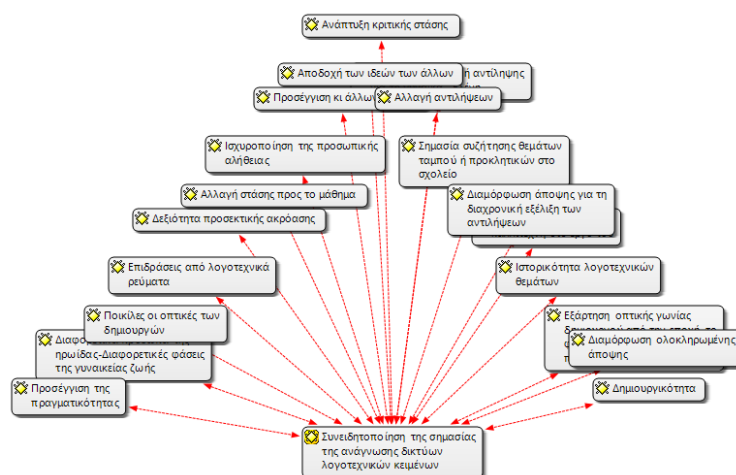 Ανάπτυξη κριτικής στάσης
Αποδοχή των ιδεών των άλλων
αντίληψης
Προσέγγιση κι άλλων
Αλλαγή αντιλήψεων
Ισχυροποίηση της προσωπικής
αλήθειας
Σημασία συζήτησης θεμάτων
ταμπού ή προκλητικών στο
σχολείο
Αλλαγή στάσης προς το μάθημα
Διαμόρφωση άποψης για τη
διαχρονική εξέλιξη των
αντιλήψεων
Δεξιότητα προσεκτικής ακρόασης
Επιδράσεις από λογοτεχνικά
ρεύματα
Ιστορικότητα λογοτεχνικών
θεμάτων
Ποικίλες οι οπτικές των
δημιουργών
Εξάρτηση οπτικής γωνίας
Διαμόρφωση ολοκληρωμένης
άποψης
ηρωίδας-Διαφορετικές φάσεις
της γυναικείας ζωής
Προσέγγιση της
πραγματικότητας
Δημιουργικότητα
Συνειδητοποίηση της σημασίας
της ανάγνωσης δικτύων
λογοτεχνικών κειμένων